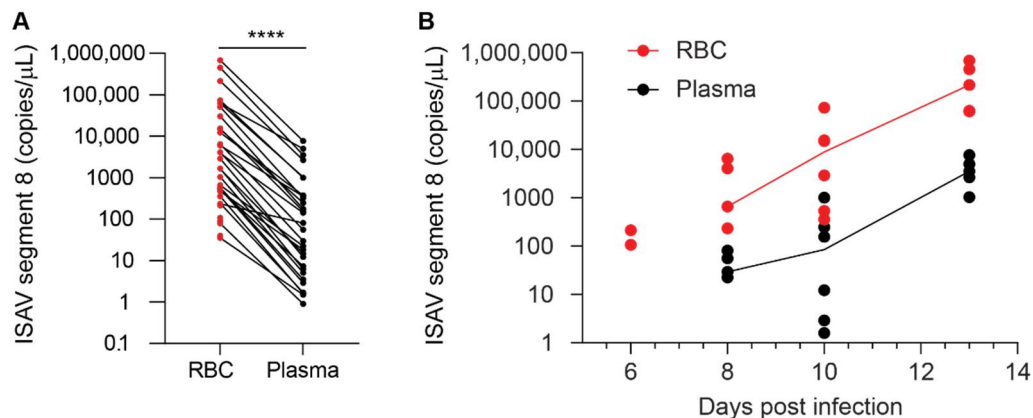 A
****
ISAV segment 8 (copies/μL)
1,000,000
100,000
10,000
1000
100
10
1
0.1
RBC Plasma
B
RBC
Plasma
ISAV segment 8 (copies/μL)
1,000,000
100,000
10,000
1000
100
10
1
6 8 10 12 14
Days post infection